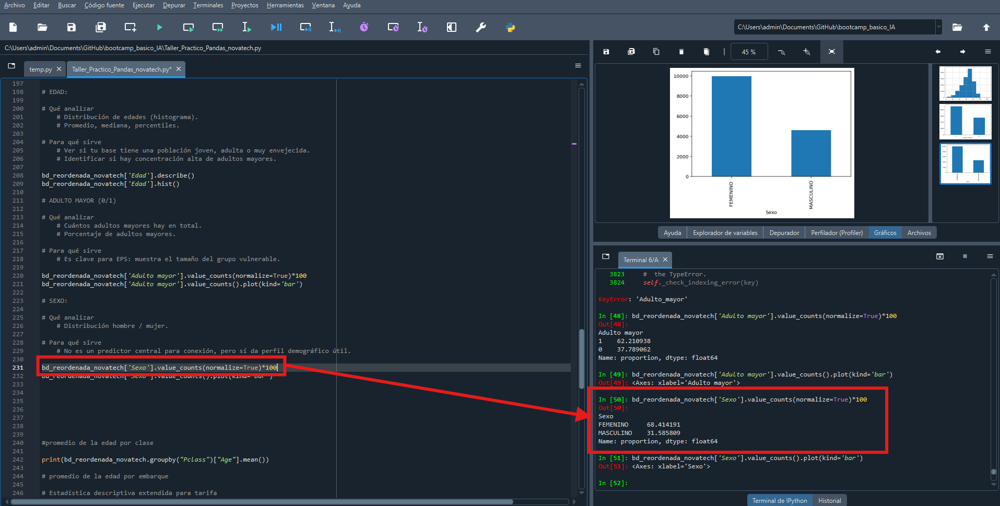 Archivo Editar Buscar Código fuente Ejecutar Depurar Terminales Proyectos Herramientas Ventana Ayuda
C:\Users\admin\Documents\GitHub\bootcamp_basico_IA
C:\Users\admin\Documents\GitHub\bootcamp_basico_IA\Taller_Practico_Pandas_novatech.py
temp.py
Taller_Practico_Pandas_novatech.py*
197
198 # EDAD:
199
200 # Qué analizar
201 # Distribución de edades (histograma).
202 # Promedio, mediana, percentiles.
203
204 # Para qué sirve
205 # Ver si tu base tiene una población joven, adulta o muy envejecida.
206 # Identificar si hay concentración alta de adultos mayores.
207
208 bd_reordenada_novatech['Edad'].describe()
209 bd_reordenada_novatech['Edad'].hist()
210
211 # ADULTO MAYOR (0/1)
212
213 # Qué analizar
214 # Cuántos adultos mayores hay en total.
215 # Porcentaje de adultos mayores.
216
217 # Para qué sirve
218 # Es clave para EPS: muestra el tamaño del grupo vulnerable.
219
220 bd_reordenada_novatech['Adulto mayor'].value_counts(normalize=True)*100
221 bd_reordenada_novatech['Adulto mayor'].value_counts().plot(kind='bar')
222
223 # SEXO:
224
225 # Qué analizar
226 # Distribución hombre / mujer.
227
228 # Para qué sirve
229 # No es un predictor central para conexión, pero sí da perfil demográfico útil.
230
231 bd_reordenada_novatech['Sexo'].value_counts(normalize=True)*100
232 bd_reordenada_novatech['Sexo'].value_counts().plot(kind='bar')
233
234
235
236
237
238
239
240 #promedio de la edad por clase
241
242 print(bd_reordenada_novatech.groupby("Pclass")["Age"].mean())
243
244 # promedio de la edad por embarque
245
246 # Estadística descriptiva extendida para tarifa
45 %
10000
8000
6000
4000
2000
0
FEMENINO
MASCULINO
Sexo
Ayuda Explorador de variables Depurador Perfilador (Profiler) Gráficos Archivos
Terminal 6/A
3823 # the TypeError.
3824 self._check_indexing_error(key)
KeyError: 'Adulto_mayor'
In [48]: bd_reordenada_novatech['Adulto mayor'].value_counts(normalize=True)*100
Out[48]:
Adulto mayor
1 62.210938
0 37.789062
Name: proportion, dtype: float64
In [49]: bd_reordenada_novatech['Adulto mayor'].value_counts().plot(kind='bar')
Out[49]: <Axes: xlabel='Adulto mayor'>
In [50]: bd_reordenada_novatech['Sexo'].value_counts(normalize=True)*100
Out[50]:
Sexo
FEMENINO 68.414191
MASCULINO 31.585809
Name: proportion, dtype: float64
In [51]: bd_reordenada_novatech['Sexo'].value_counts().plot(kind='bar')
Out[51]: <Axes: xlabel='Sexo'>
In [52]:
Terminal de IPython Historial